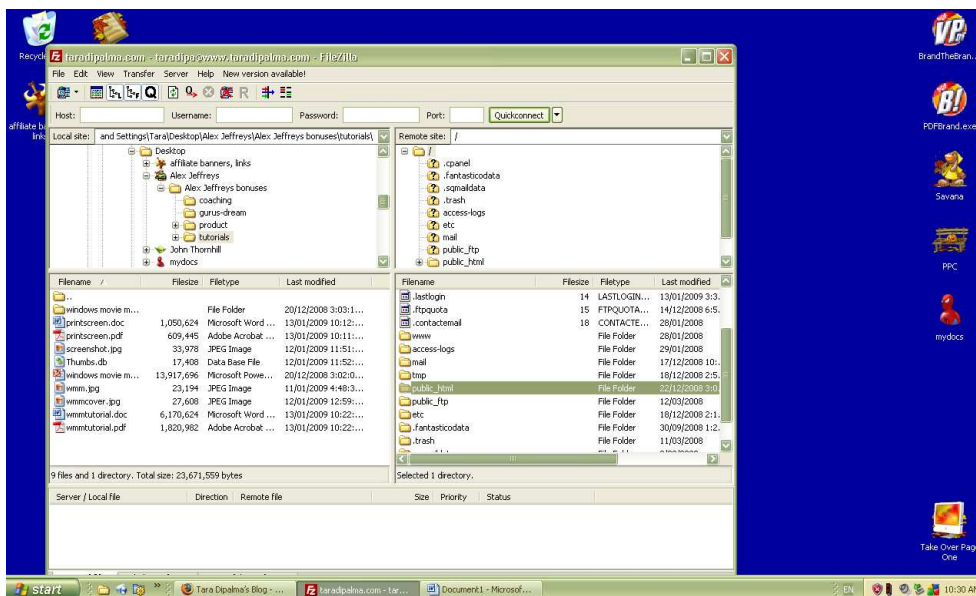 Recycle
affiliate ba
links
taradipalma.com - taradipa@www.taradipalma.com - FileZilla
File Edit View Transfer Server Help New version available!
Host: Username: Password: Port: Quickconnect
Local site: and Settings\Tara\Desktop\Alex Jeffreys\Alex Jeffreys bonuses\tutorials\
Desktop
affiliate banners, links
Alex Jeffreys
Alex Jeffreys bonuses
coaching
gurus-dream
product
tutorials
John Thornhill
mydocs
Remote site: /
/
.cpanel
.fantasticodata
.sqmaildata
.trash
access-logs
etc
mail
public_ftp
public_html
Filename Filesize Filetype Last modified
..
windows movie m... File Folder 20/12/2008 3:03:1...
printscreen.doc 1,050,624 Microsoft Word ... 13/01/2009 10:12:...
printscreen.pdf 609,445 Adobe Acrobat ... 13/01/2009 10:11:...
screenshot.jpg 33,978 JPEG Image 12/01/2009 11:51:...
Thumbs.db 17,408 Data Base File 12/01/2009 11:52:...
windows movie m... 13,917,696 Microsoft Powe... 20/12/2008 3:02:0...
wmm.jpg 23,194 JPEG Image 11/01/2009 4:48:3...
wmmcover.jpg 27,608 JPEG Image 12/01/2009 12:59:...
wmmtutorial.doc 6,170,624 Microsoft Word ... 13/01/2009 10:22:...
wmmtutorial.pdf 1,820,982 Adobe Acrobat ... 13/01/2009 10:22:...
9 files and 1 directory. Total size: 23,671,559 bytes
Filename Filesize Filetype Last modified
.lastlogin 14 LASTLOGIN... 13/01/2009 3:3.
.ftpquota 15 FTPQUOTA... 14/12/2008 6:5.
.contactemail 18 CONTACTE... 28/01/2008
www File Folder 28/01/2008
access-logs File Folder 29/01/2008
mail File Folder 17/12/2008 10:.
tmp File Folder 18/12/2008 2:5.
public_html File Folder 22/12/2008 3:0.
public_ftp File Folder 12/03/2008
etc File Folder 18/12/2008 2:1.
.fantasticodata File Folder 30/09/2008 1:2.
.trash File Folder 11/03/2008
Selected 1 directory.
Server / Local file Direction Remote file Size Priority Status
VP
BrandTheBran..
B!
PDFBrand.exe
Savana
PPC
mydocs
Take Over Page
One
start
Tara Dipalma's Blog - ...
taradipalma.com - tar...
Document1 - Microsof...
EN
10:30 AM